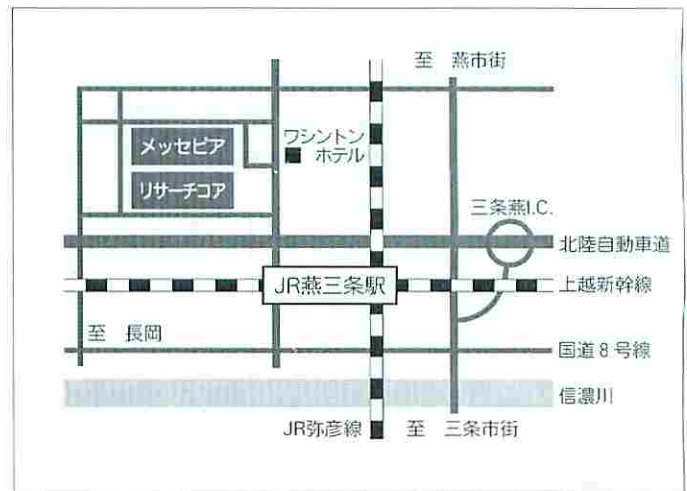 至 燕市街
メッセピア
ワシントン
ホテル
リサーチコア
三条燕I.C.
北陸自動車道
JR燕三条駅
上越新幹線
至 長岡
国道8号線
信濃川
JR弥彦線
至 三条市街